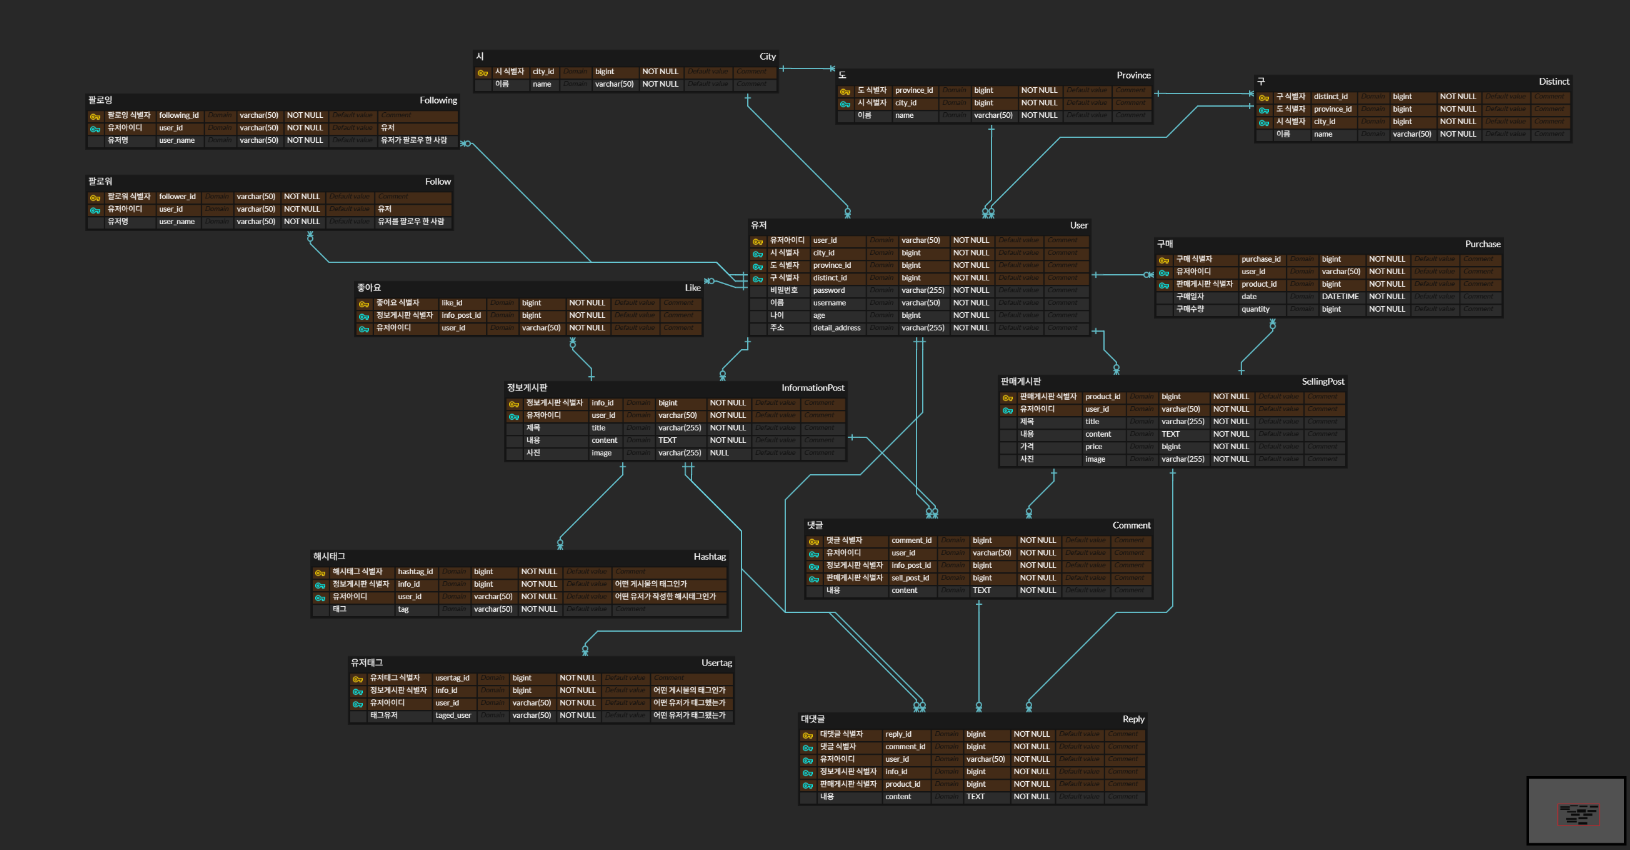 시 City
시 식별자 city_id Domain bigint NOT NULL Default value Comment
이름 name Domain varchar(50) NOT NULL Default value Comment
도 Province
도 식별자 province_id Domain bigint NOT NULL Default value Comment
시 식별자 city_id Domain bigint NOT NULL Default value Comment
이름 name Domain varchar(50) NOT NULL Default value Comment
구 Distinct
구 식별자 distinct_id Domain bigint NOT NULL Default value Comment
도 식별자 province_id Domain bigint NOT NULL Default value Comment
시 식별자 city_id Domain bigint NOT NULL Default value Comment
이름 name Domain varchar(50) NOT NULL Default value Comment
팔로잉 Following
팔로잉 식별자 following_id Domain varchar(50) NOT NULL Default value Comment
유저아이디 user_id Domain varchar(50) NOT NULL Default value 유저
유저명 user_name Domain varchar(50) NOT NULL Default value 유저가 팔로우 한 사람
팔로워 Follow
팔로워 식별자 follower_id Domain varchar(50) NOT NULL Default value Comment
유저아이디 user_id Domain varchar(50) NOT NULL Default value 유저
유저명 user_name Domain varchar(50) NOT NULL Default value 유저를 팔로우 한 사람
유저 User
유저아이디 user_id Domain varchar(50) NOT NULL Default value Comment
시 식별자 city_id Domain bigint NOT NULL Default value Comment
도 식별자 province_id Domain bigint NOT NULL Default value Comment
구 식별자 distinct_id Domain bigint NOT NULL Default value Comment
비밀번호 password Domain varchar(255) NOT NULL Default value Comment
이름 username Domain varchar(50) NOT NULL Default value Comment
나이 age Domain bigint NOT NULL Default value Comment
주소 detail_address Domain varchar(255) NOT NULL Default value Comment
구매 Purchase
구매 식별자 purchase_id Domain bigint NOT NULL Default value Comment
유저아이디 user_id Domain varchar(50) NOT NULL Default value Comment
판매게시판 식별자 product_id Domain bigint NOT NULL Default value Comment
구매일자 date Domain DATETIME NOT NULL Default value Comment
구매수량 quantity Domain bigint NOT NULL Default value Comment
좋아요 Like
좋아요 식별자 like_id Domain bigint NOT NULL Default value Comment
정보게시판 식별자 info_post_id Domain bigint NOT NULL Default value Comment
유저아이디 user_id Domain varchar(50) NOT NULL Default value Comment
정보게시판 InformationPost
정보게시판 식별자 info_id Domain bigint NOT NULL Default value Comment
유저아이디 user_id Domain varchar(50) NOT NULL Default value Comment
제목 title Domain varchar(255) NOT NULL Default value Comment
내용 content Domain TEXT NOT NULL Default value Comment
사진 image Domain varchar(255) NULL Default value Comment
판매게시판 SellingPost
판매게시판 식별자 product_id Domain bigint NOT NULL Default value Comment
유저아이디 user_id Domain varchar(50) NOT NULL Default value Comment
제목 title Domain varchar(255) NOT NULL Default value Comment
내용 content Domain TEXT NOT NULL Default value Comment
가격 price Domain bigint NOT NULL Default value Comment
사진 image Domain varchar(255) NOT NULL Default value Comment
댓글 Comment
댓글 식별자 comment_id Domain bigint NOT NULL Default value Comment
유저아이디 user_id Domain varchar(50) NOT NULL Default value Comment
정보게시판 식별자 info_post_id Domain bigint NOT NULL Default value Comment
판매게시판 식별자 sell_post_id Domain bigint NOT NULL Default value Comment
내용 content Domain TEXT NOT NULL Default value Comment
해시태그 Hashtag
해시태그 식별자 hashtag_id Domain bigint NOT NULL Default value Comment
정보게시판 식별자 info_id Domain bigint NOT NULL Default value 어떤 게시물의 태그인가
유저아이디 user_id Domain varchar(50) NOT NULL Default value 어떤 유저가 작성한 해시태그인가
태그 tag Domain varchar(50) NOT NULL Default value Comment
유저태그 Usertag
유저태그 식별자 usertag_id Domain bigint NOT NULL Default value Comment
정보게시판 식별자 info_id Domain bigint NOT NULL Default value 어떤 게시물의 태그인가
유저아이디 user_id Domain varchar(50) NOT NULL Default value 어떤 유저가 태그했는가
태그유저 taged_user Domain varchar(50) NOT NULL Default value 어떤 유저가 태그됐는가
대댓글 Reply
대댓글 식별자 reply_id Domain bigint NOT NULL Default value Comment
댓글 식별자 comment_id Domain bigint NOT NULL Default value Comment
유저아이디 user_id Domain varchar(50) NOT NULL Default value Comment
정보게시판 식별자 info_id Domain bigint NOT NULL Default value Comment
판매게시판 식별자 product_id Domain bigint NOT NULL Default value Comment
내용 content Domain TEXT NOT NULL Default value Comment